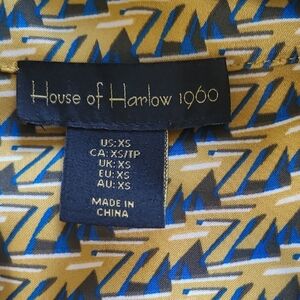 House of Harlow 1960
US: XS
CA: XS/TP
UK: XS
EU: XS
AU: XS
MADE IN
CHINA